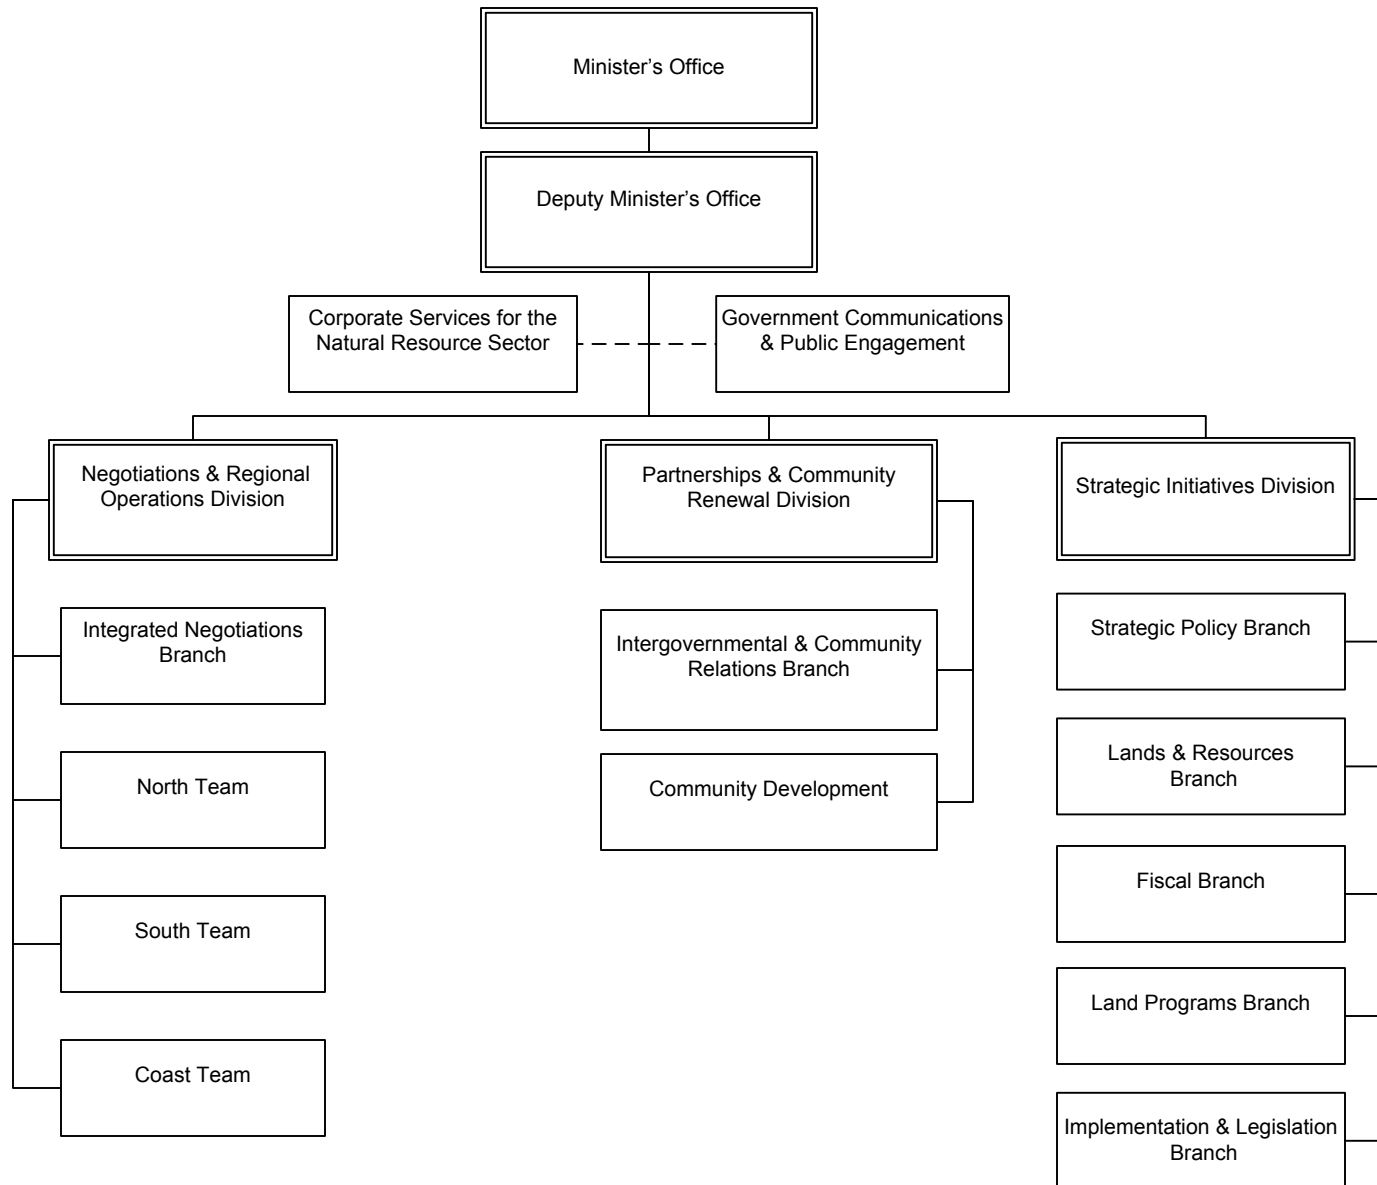 Minister’s Office
Deputy Minister’s Office
Corporate Services for the
Natural Resource Sector
Government Communications
& Public Engagement
Negotiations & Regional
Operations Division
Integrated Negotiations
Branch
North Team
South Team
Coast Team
Partnerships & Community
Renewal Division
Intergovernmental & Community
Relations Branch
Community Development
Strategic Initiatives Division
Strategic Policy Branch
Lands & Resources
Branch
Fiscal Branch
Land Programs Branch
Implementation & Legislation
Branch